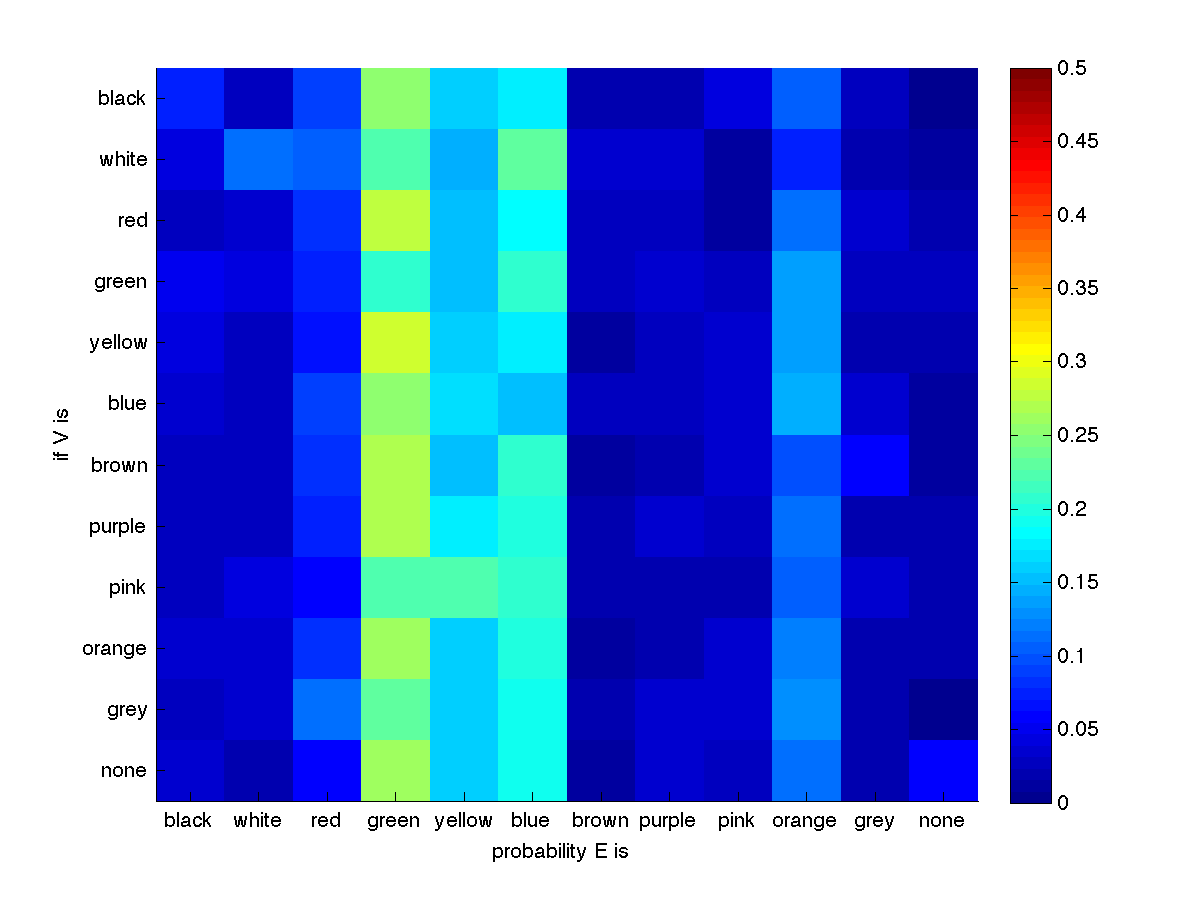 black
white
red
green
yellow
blue
brown
purple
pink
orange
grey
none
if V is
black white red green yellow blue brown purple pink orange grey none
probability E is
0.5
0.45
0.4
0.35
0.3
0.25
0.2
0.15
0.1
0.05
0